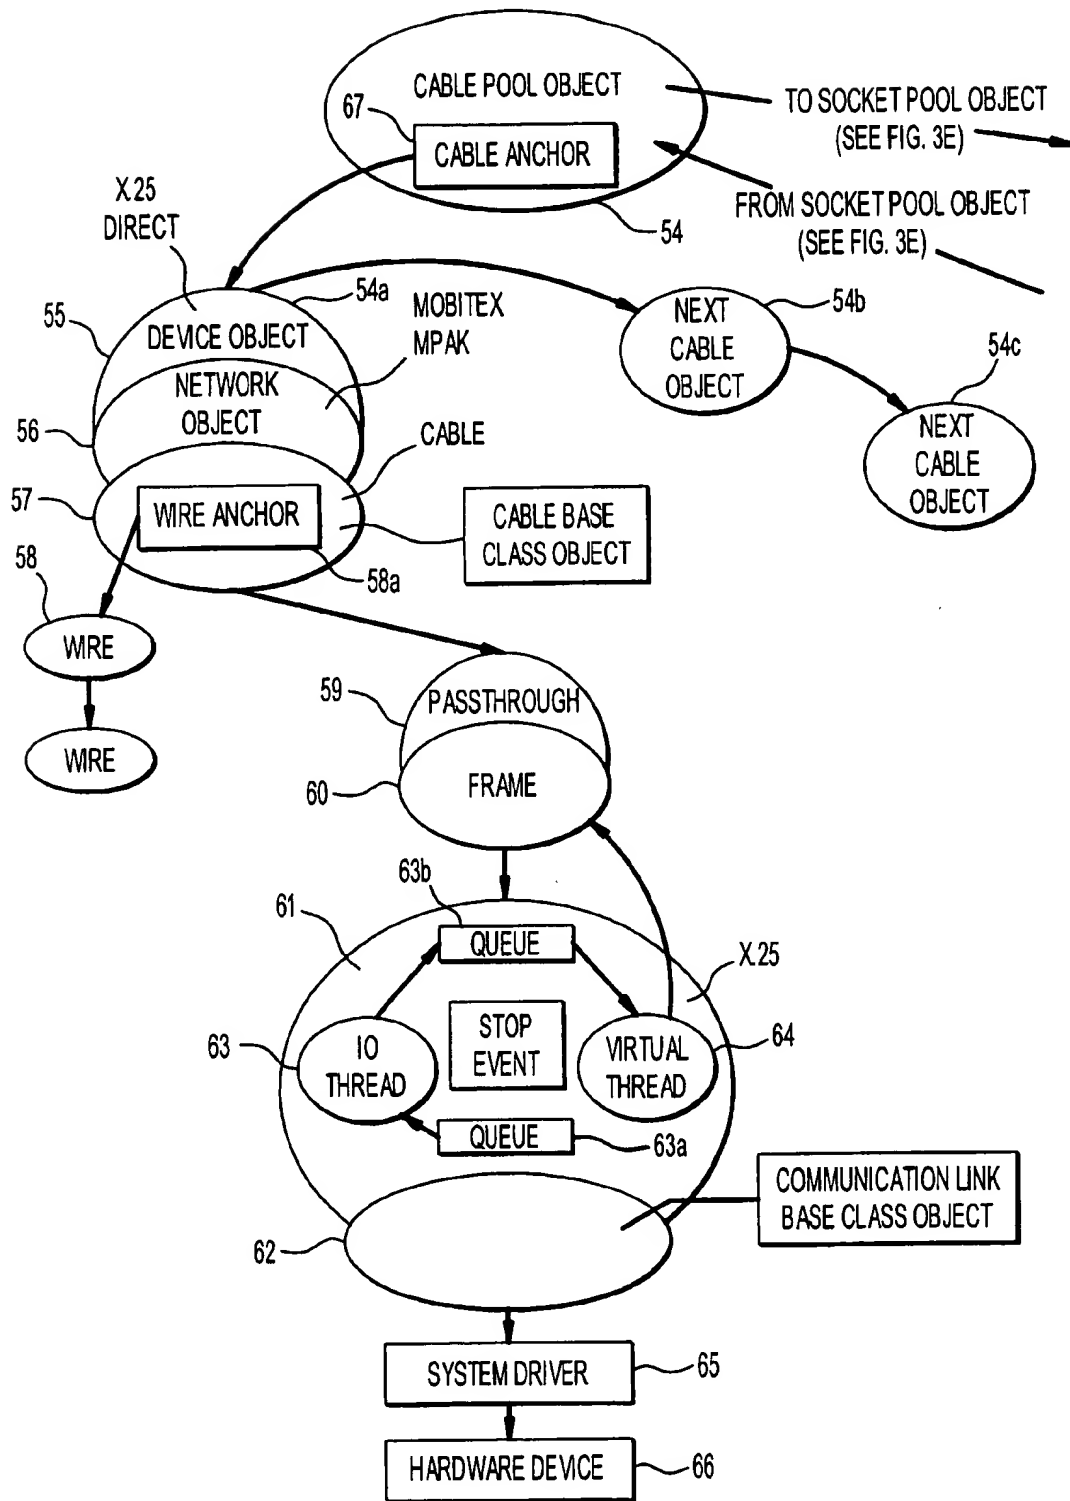 CABLE POOL OBJECT
67
CABLE ANCHOR
TO SOCKET POOL OBJECT
(SEE FIG. 3E)
FROM SOCKET POOL OBJECT
(SEE FIG. 3E)
54
X.25
DIRECT
54a
55
DEVICE OBJECT
MOBITEX
MPAK
NEXT
CABLE
OBJECT
54b
54c
NEXT
CABLE
OBJECT
NETWORK
OBJECT
56
CABLE
57
WIRE ANCHOR
CABLE BASE
CLASS OBJECT
58a
58
WIRE
WIRE
59
PASSTHROUGH
60
FRAME
63b
61
QUEUE
X.25
63
IO
THREAD
STOP
EVENT
VIRTUAL
THREAD
64
QUEUE
63a
COMMUNICATION LINK
BASE CLASS OBJECT
62
SYSTEM DRIVER
65
HARDWARE DEVICE
66